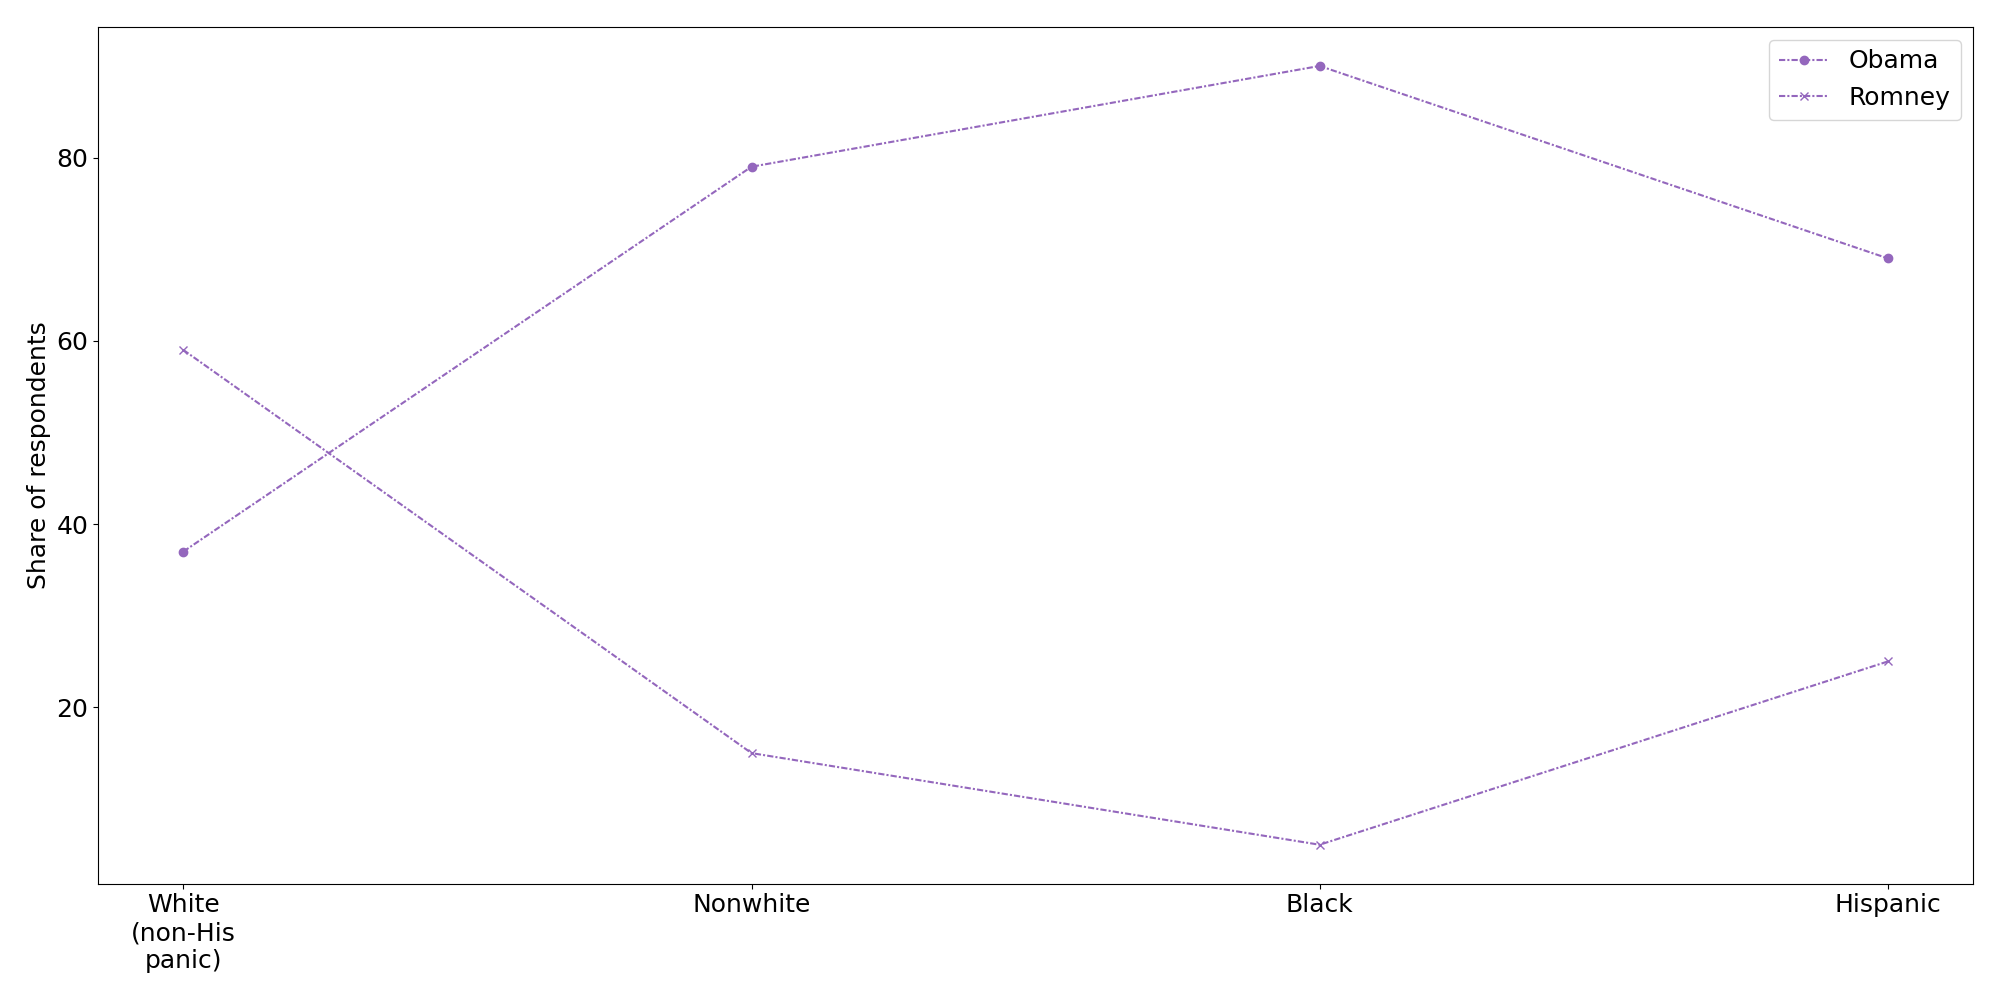 Obama
Romney
80
60
40
20
Share of respondents
White
(non-His
panic)
Nonwhite
Black
Hispanic